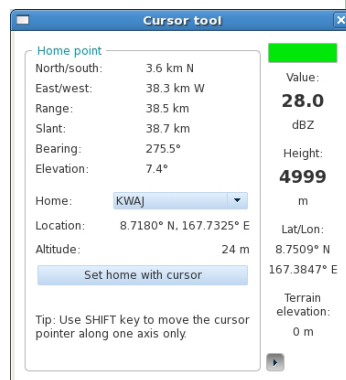 Cursor tool
Home point
North/south: 3.6 km N
East/west: 38.3 km W
Range: 38.5 km
Slant: 38.7 km
Bearing: 275.5°
Elevation: 7.4°
Home: KWAJ
Location: 8.7180° N, 167.7325° E
Altitude: 24 m
Set home with cursor
Tip: Use SHIFT key to move the cursor
pointer along one axis only.
Value:
28.0
dBZ
Height:
4999
m
Lat/Lon:
8.7509° N
167.3847° E
Terrain
elevation:
0 m